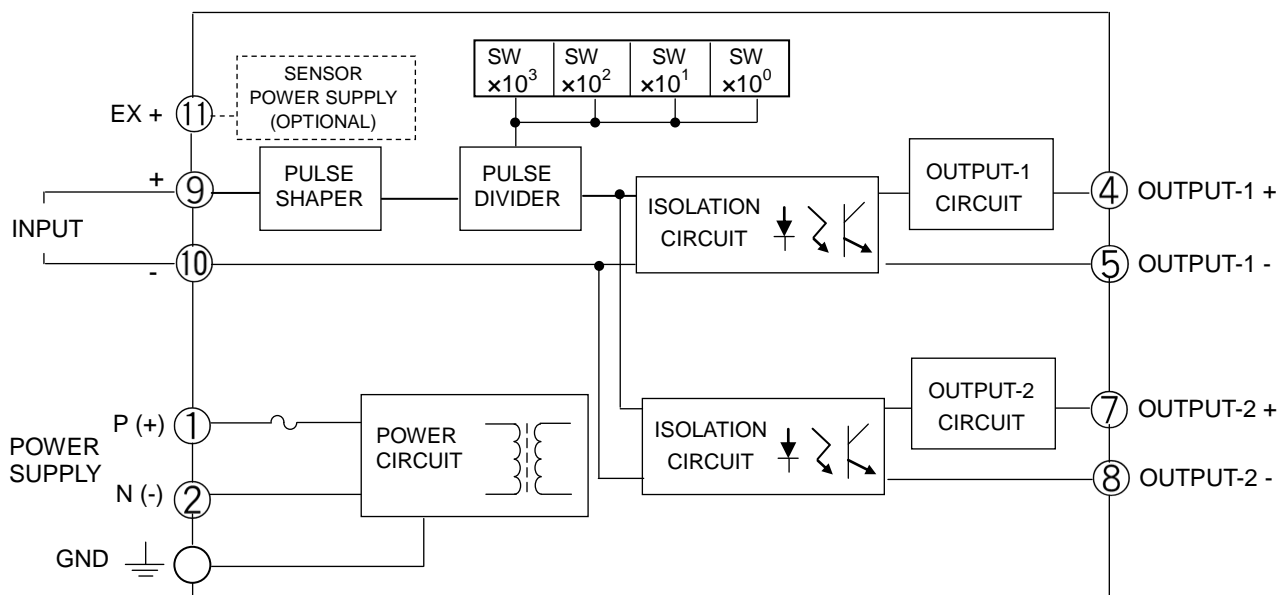 SW ×10³ SW ×10² SW ×10¹ SW ×10⁰
SENSOR
POWER SUPPLY
(OPTIONAL)
EX + 11
PULSE
SHAPER
PULSE
DIVIDER
INPUT
+ 9
- 10
ISOLATION
CIRCUIT
OUTPUT-1
CIRCUIT
4 OUTPUT-1 +
5 OUTPUT-1 -
POWER
SUPPLY
P (+) 1
N (-) 2
GND
POWER
CIRCUIT
ISOLATION
CIRCUIT
OUTPUT-2
CIRCUIT
7 OUTPUT-2 +
8 OUTPUT-2 -